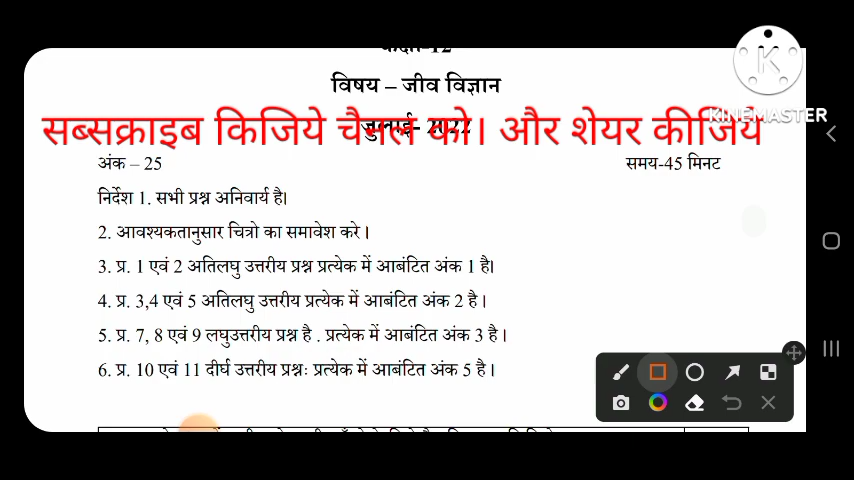 कक्षा-12
विषय – जीव विज्ञान
जुलाई- 2022
सब्सक्राइब किजिये चैनल को। और शेयर कीजिये
KINEMASTER
अंक – 25 समय-45 मिनट
निर्देश 1. सभी प्रश्न अनिवार्य है।
2. आवश्यकतानुसार चित्रो का समावेश करे।
3. प्र. 1 एवं 2 अतिलघु उत्तरीय प्रश्न प्रत्येक में आबंटित अंक 1 है।
4. प्र. 3,4 एवं 5 अतिलघु उत्तरीय प्रत्येक में आबंटित अंक 2 है।
5. प्र. 7, 8 एवं 9 लघुउत्तरीय प्रश्न है . प्रत्येक में आबंटित अंक 3 है।
6. प्र. 10 एवं 11 दीर्घ उत्तरीय प्रश्नः प्रत्येक में आबंटित अंक 5 है।